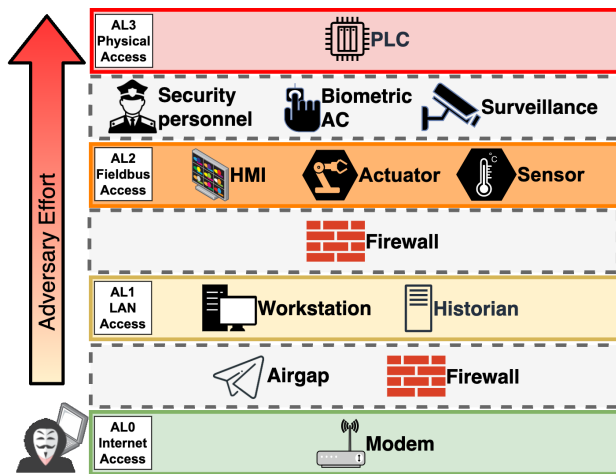 AL3
Physical
Access
PLC
Security
personnel
Biometric
AC
Surveillance
AL2
Fieldbus
Access
HMI
Actuator
°C
Sensor
Firewall
AL1
LAN
Access
Workstation
Historian
Airgap
Firewall
AL0
Internet
Access
Modem
Adversary Effort